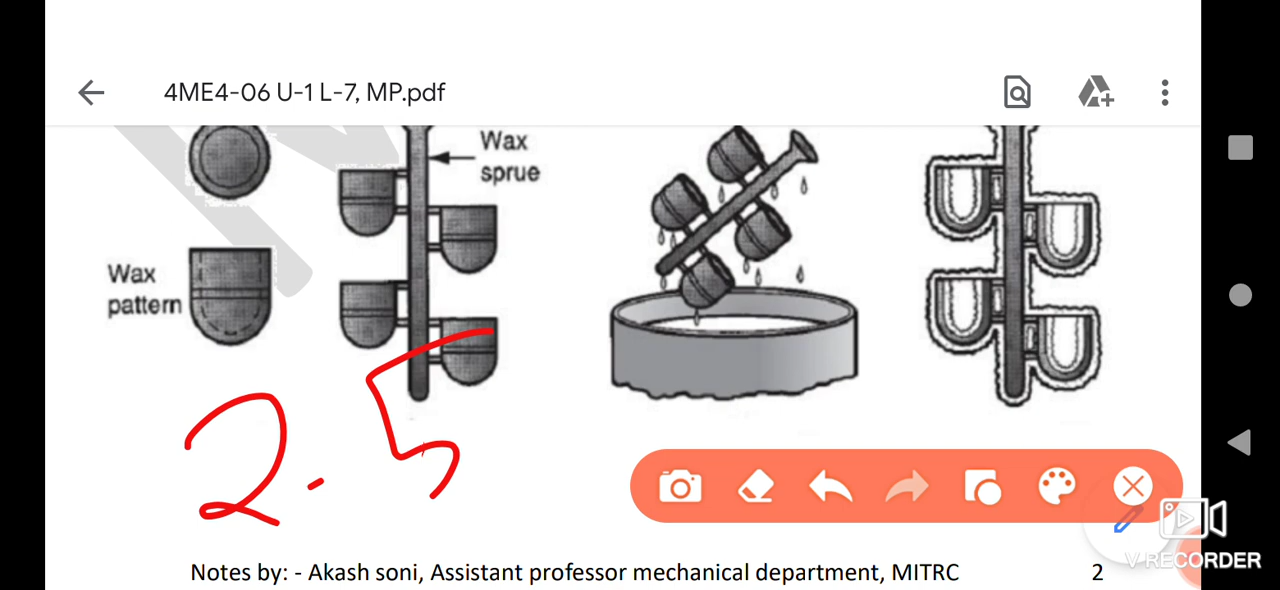 4ME4-06 U-1 L-7, MP.pdf
Wax
sprue
Wax
pattern
2.5
Notes by: - Akash soni, Assistant professor mechanical department, MITRC
2
V-RECORDER